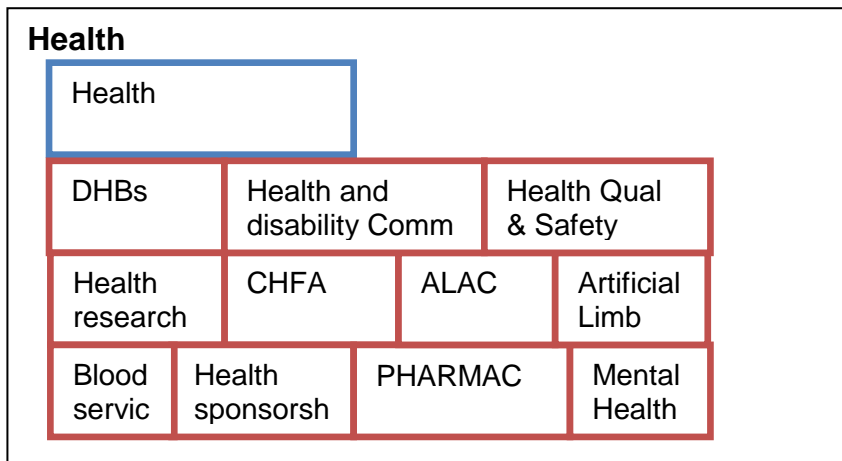 Health
Health
DHBs
Health and
disability Comm
Health Qual
& Safety
Health
research
CHFA
ALAC
Artificial
Limb
Blood
servic
Health
sponsorsh
PHARMAC
Mental
Health